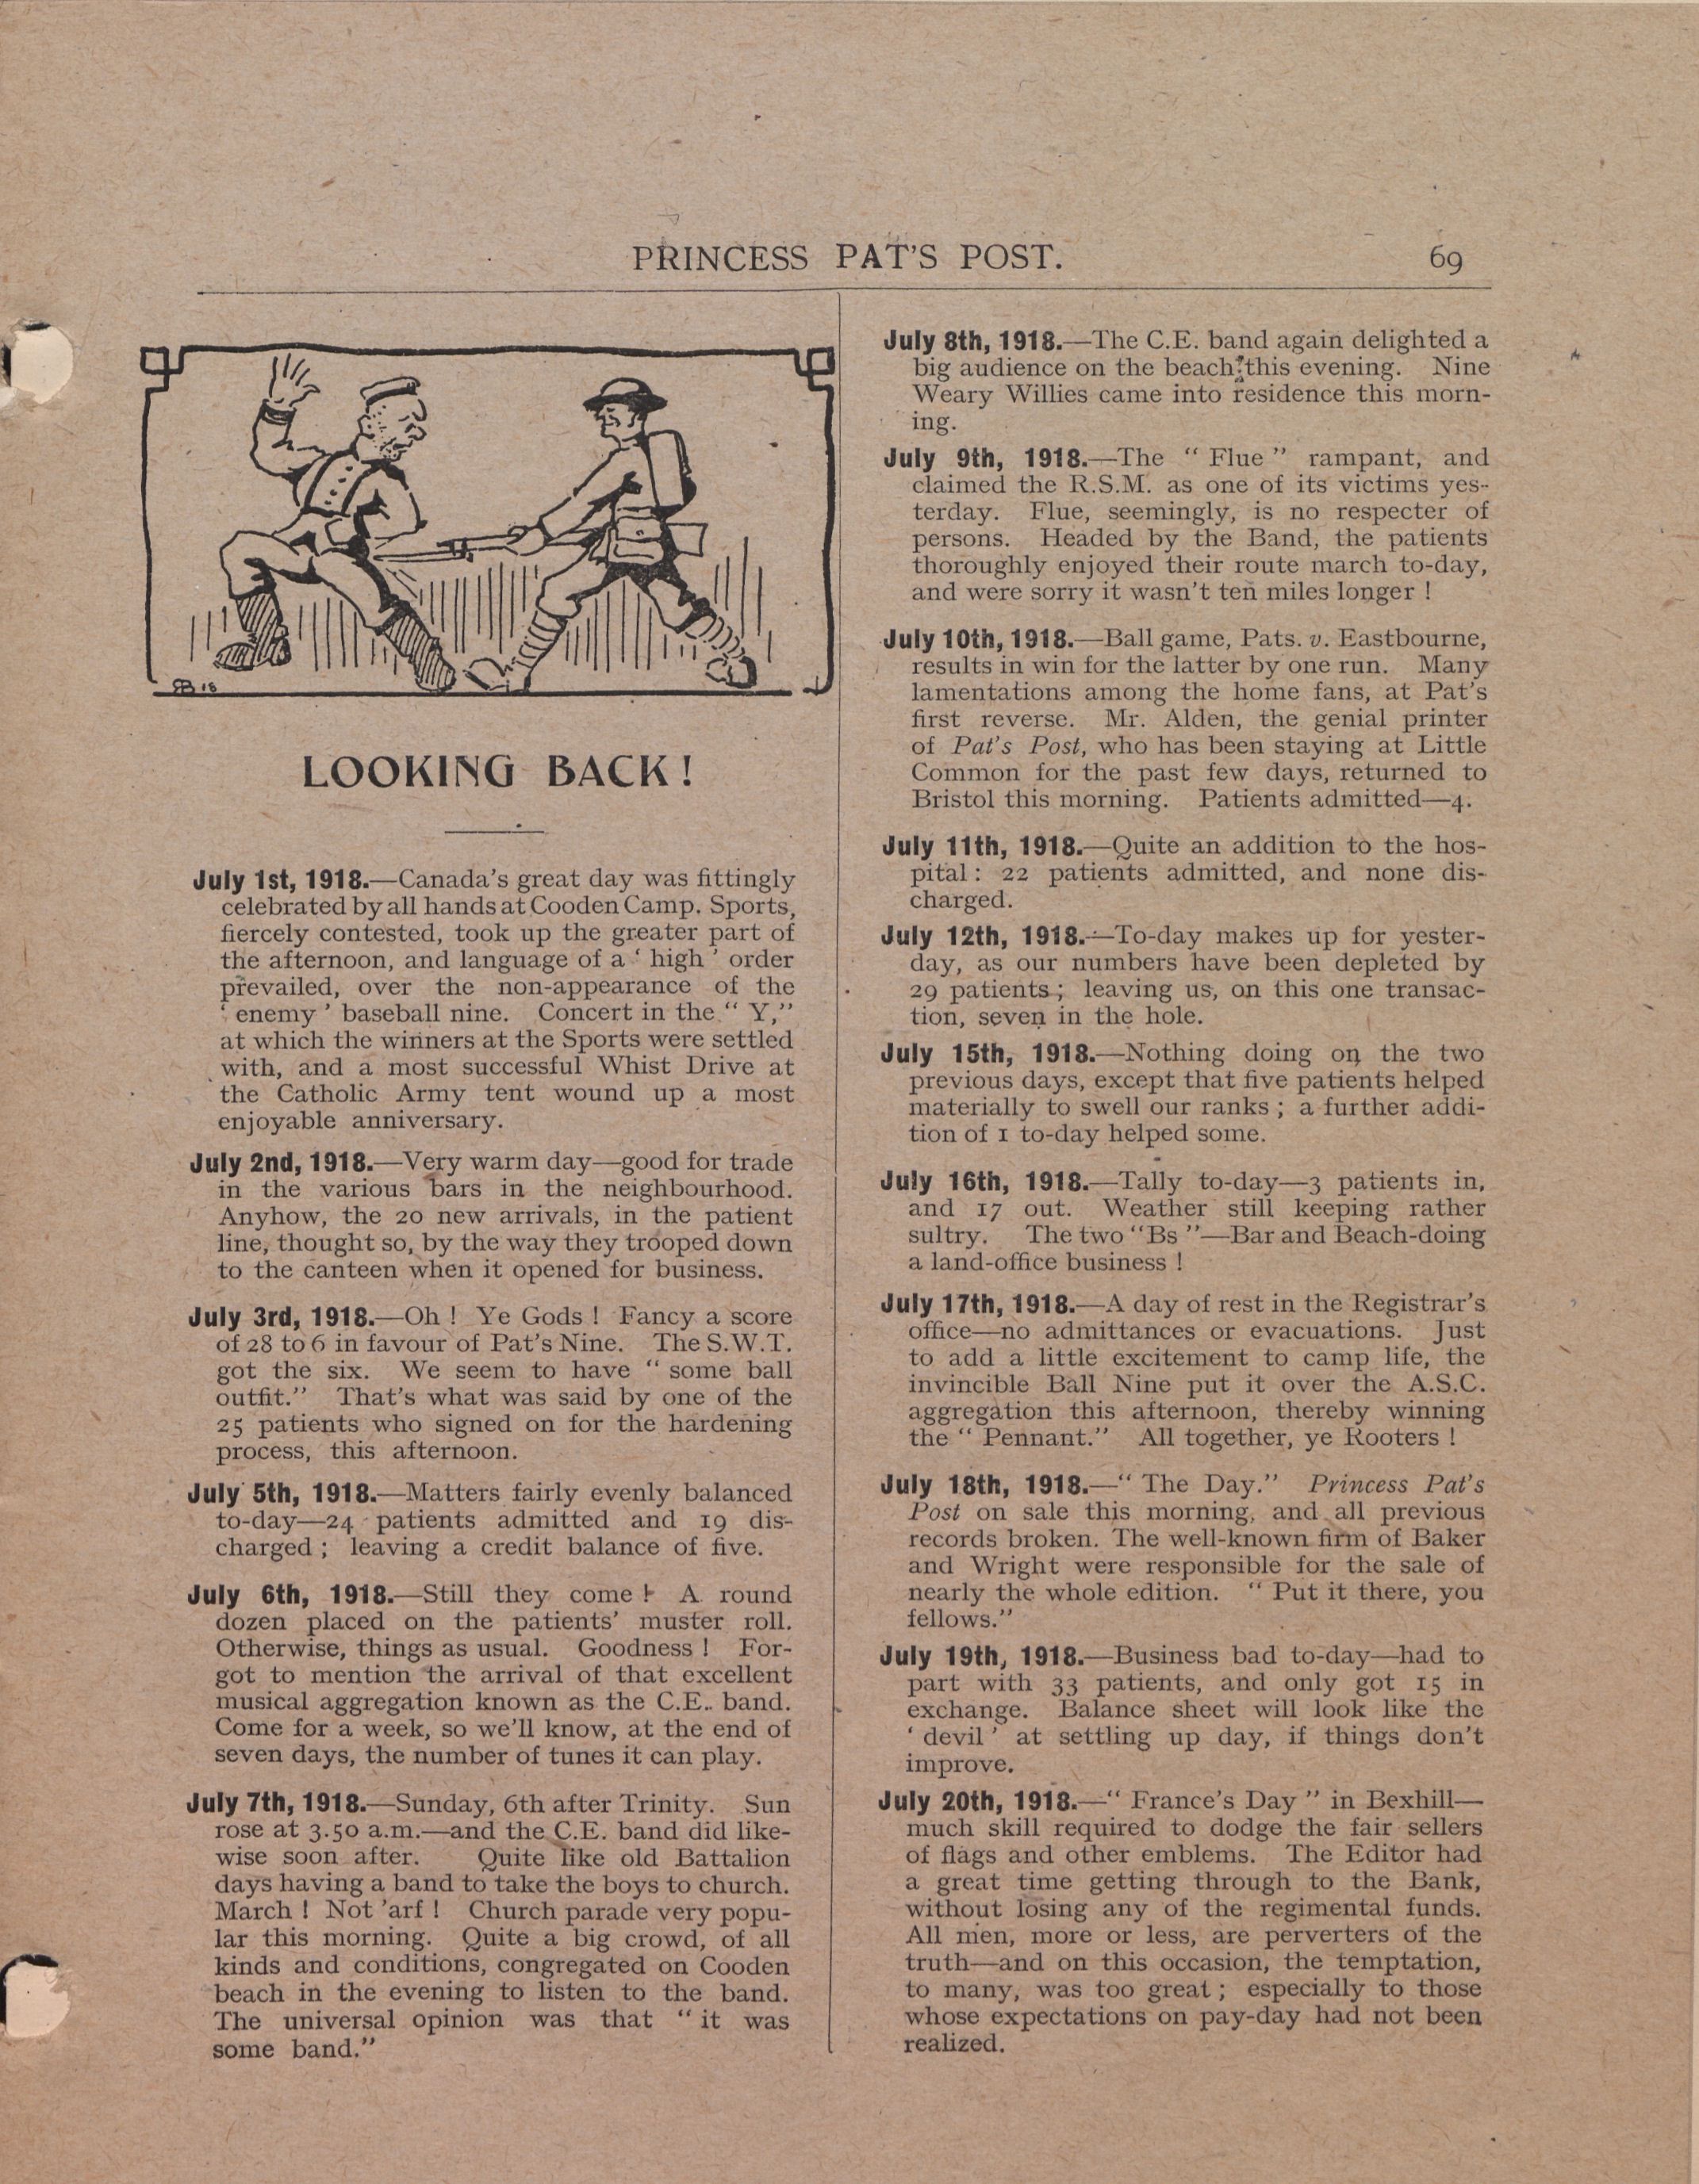 PRINCESS PAT'S POST. 69
RB 18
LOOKING BACK!
July 1st, 1918.—Canada's great day was fittingly
celebrated by all hands at Cooden Camp. Sports,
fiercely contested, took up the greater part of
the afternoon, and language of a ' high ' order
prevailed, over the non-appearance of the
' enemy ' baseball nine. Concert in the " Y,"
at which the winners at the Sports were settled
with, and a most successful Whist Drive at
the Catholic Army tent wound up a most
enjoyable anniversary.
July 2nd, 1918.—Very warm day—good for trade
in the various bars in the neighbourhood.
Anyhow, the 20 new arrivals, in the patient
line, thought so, by the way they trooped down
to the canteen when it opened for business.
July 3rd, 1918.—Oh ! Ye Gods ! Fancy a score
of 28 to 6 in favour of Pat's Nine. The S.W.T.
got the six. We seem to have " some ball
outfit." That's what was said by one of the
25 patients who signed on for the hardening
process, this afternoon.
July 5th, 1918.—Matters fairly evenly balanced
to-day—24 patients admitted and 19 dis-
charged ; leaving a credit balance of five.
July 6th, 1918.—Still they come ! A round
dozen placed on the patients' muster roll.
Otherwise, things as usual. Goodness ! For-
got to mention the arrival of that excellent
musical aggregation known as the C.E. band.
Come for a week, so we'll know, at the end of
seven days, the number of tunes it can play.
July 7th, 1918.—Sunday, 6th after Trinity. Sun
rose at 3.50 a.m.—and the C.E. band did like-
wise soon after. Quite like old Battalion
days having a band to take the boys to church.
March ! Not 'arf ! Church parade very popu-
lar this morning. Quite a big crowd, of all
kinds and conditions, congregated on Cooden
beach in the evening to listen to the band.
The universal opinion was that " it was
some band."
July 8th, 1918.—The C.E. band again delighted a
big audience on the beach this evening. Nine
Weary Willies came into residence this morn-
ing.
July 9th, 1918.—The " Flue " rampant, and
claimed the R.S.M. as one of its victims yes-
terday. Flue, seemingly, is no respecter of
persons. Headed by the Band, the patients
thoroughly enjoyed their route march to-day,
and were sorry it wasn't ten miles longer !
July 10th, 1918.—Ball game, Pats. v. Eastbourne,
results in win for the latter by one run. Many
lamentations among the home fans, at Pat's
first reverse. Mr. Alden, the genial printer
of Pat's Post, who has been staying at Little
Common for the past few days, returned to
Bristol this morning. Patients admitted—4.
July 11th, 1918.—Quite an addition to the hos-
pital : 22 patients admitted, and none dis-
charged.
July 12th, 1918.—To-day makes up for yester-
day, as our numbers have been depleted by
29 patients ; leaving us, on this one transac-
tion, seven in the hole.
July 15th, 1918.—Nothing doing on the two
previous days, except that five patients helped
materially to swell our ranks ; a further addi-
tion of 1 to-day helped some.
July 16th, 1918.—Tally to-day—3 patients in,
and 17 out. Weather still keeping rather
sultry. The two "Bs "—Bar and Beach-doing
a land-office business !
July 17th, 1918.—A day of rest in the Registrar's
office—no admittances or evacuations. Just
to add a little excitement to camp life, the
invincible Ball Nine put it over the A.S.C.
aggregation this afternoon, thereby winning
the " Pennant." All together, ye Rooters !
July 18th, 1918.—" The Day." Princess Pat's
Post on sale this morning, and all previous
records broken. The well-known firm of Baker
and Wright were responsible for the sale of
nearly the whole edition. " Put it there, you
fellows."
July 19th, 1918.—Business bad to-day—had to
part with 33 patients, and only got 15 in
exchange. Balance sheet will look like the
' devil ' at settling up day, if things don't
improve.
July 20th, 1918.—" France's Day " in Bexhill—
much skill required to dodge the fair sellers
of flags and other emblems. The Editor had
a great time getting through to the Bank,
without losing any of the regimental funds.
All men, more or less, are perverters of the
truth—and on this occasion, the temptation,
to many, was too great ; especially to those
whose expectations on pay-day had not been
realized.